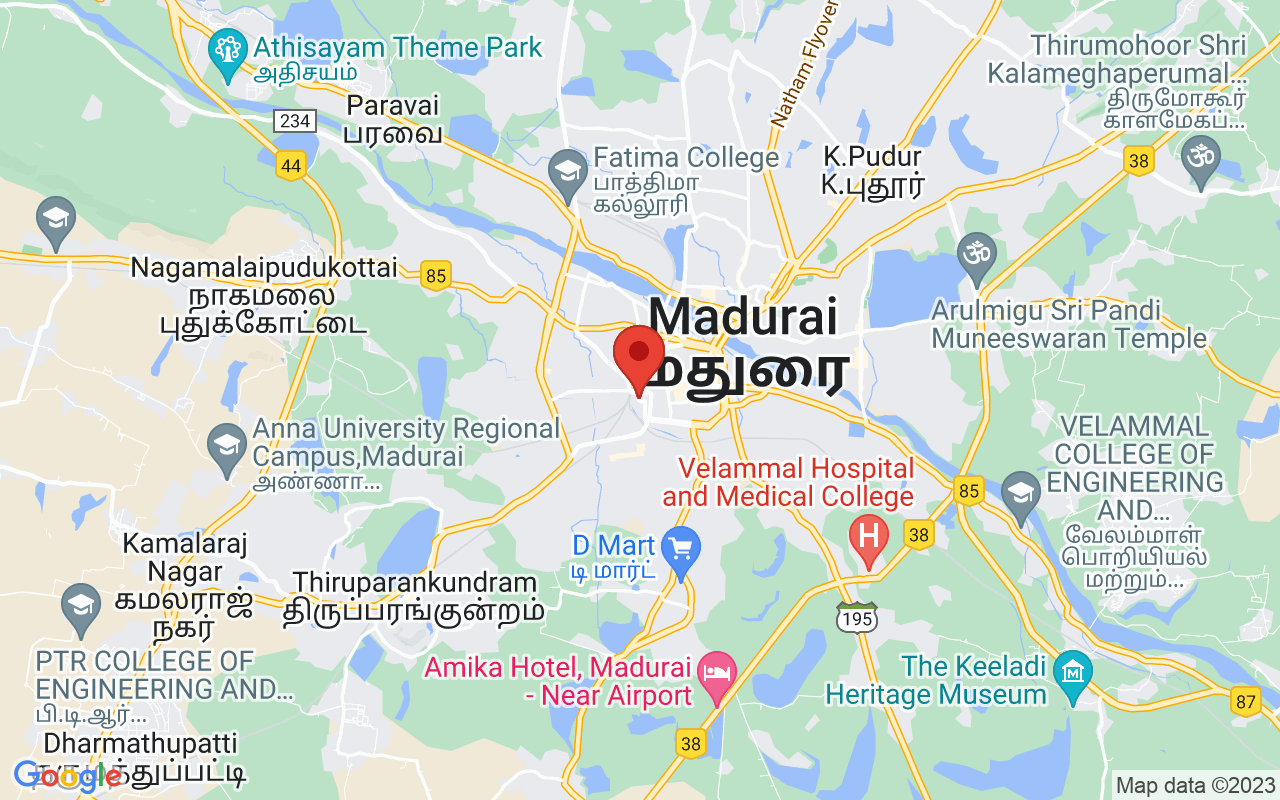 Athisayam Theme Park
அதிசயம்
Paravai
பரவை
234
44
Natham Flyover
Thirumohoor Shri
Kalameghaperumal...
திருமோகூர்
காளமேகப்...
Fatima College
பாத்திமா
கல்லூரி
K.Pudur
K.புதூர்
38
Nagamalaipudukottai
நாகமலை
புதுக்கோட்டை
85
Madurai
மதுரை
Arulmigu Sri Pandi
Muneeswaran Temple
Anna University Regional
Campus,Madurai
அண்ணா...
VELAMMAL
COLLEGE OF
ENGINEERING
AND...
வேலம்மாள்
பொறியியல்
மற்றும்...
Velammal Hospital
and Medical College
85
38
D Mart
டி மார்ட்
Kamalaraj
Nagar
கமலராஜ்
நகர்
Thiruparankundram
திருப்பரங்குன்றம்
195
PTR COLLEGE OF
ENGINEERING AND...
பி.டி.ஆர்...
Amika Hotel, Madurai
- Near Airport
The Keeladi
Heritage Museum
87
38
Dharmathupatti
Google
Map data ©2023